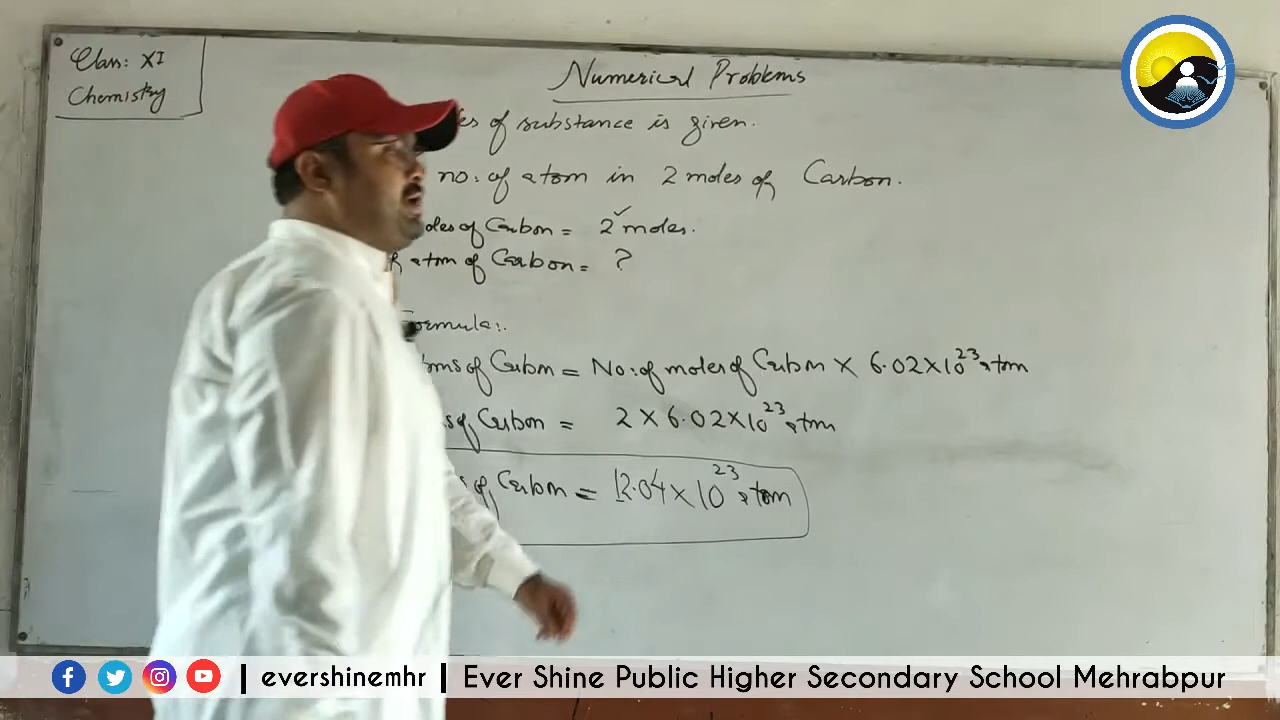 Class: XI
Chemistry
Numerical Problems
es of substance is given.
no: of atom in 2 moles of Carbon.
oles of Carbon = 2 moles.
f atom of Carbon = ?
Formula:.
oms of Carbon = No: of moles of Carbon × 6.02×10²³ atom
s of Carbon = 2 × 6.02×10²³ atom
s of Carbon = 12.04×10²³ atom
| evershinemhr | Ever Shine Public Higher Secondary School Mehrabpur